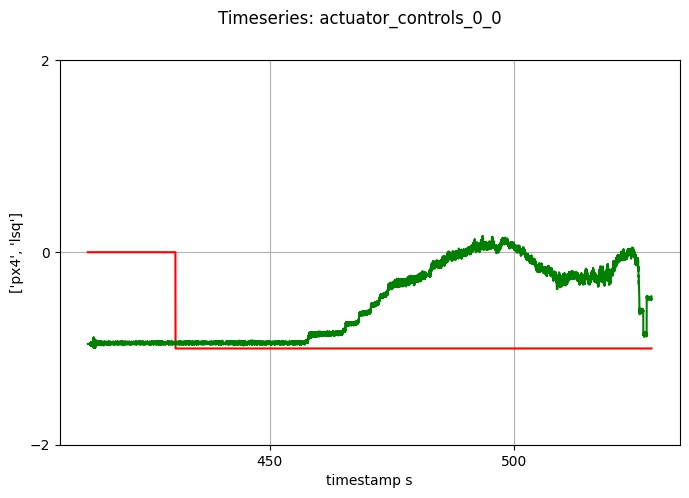 Timeseries: actuator_controls_0_0
2
0
−2
['px4', 'lsq']
450
500
timestamp s